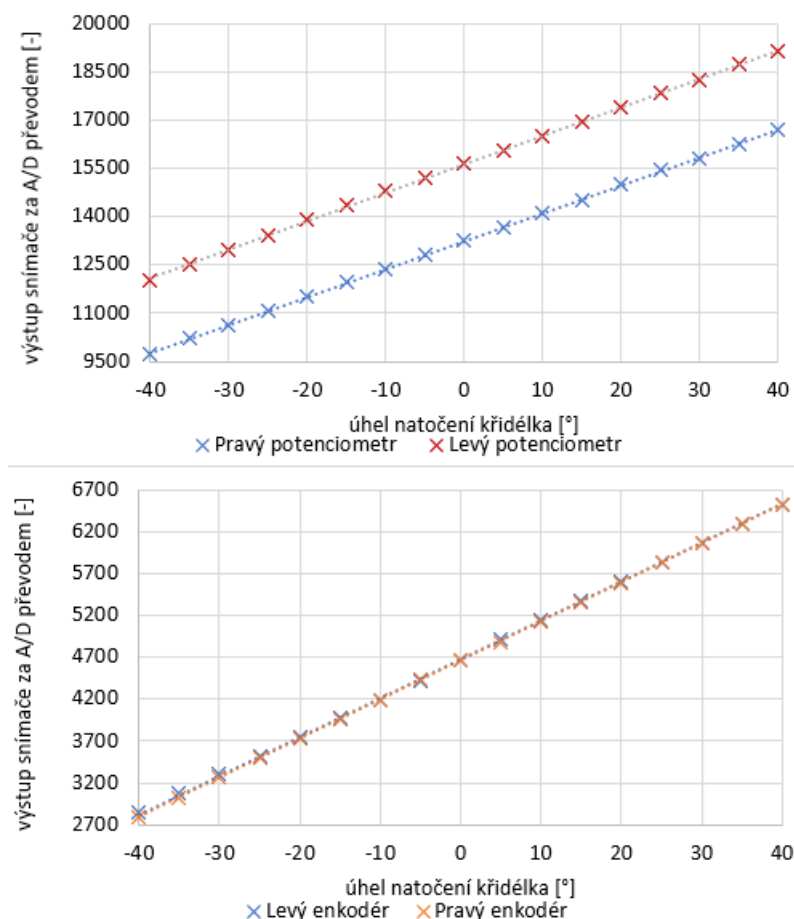 výstup snímače za A/D převodem [-]
20000
18500
17000
15500
14000
12500
11000
9500
-40 -30 -20 -10 0 10 20 30 40
úhel natočení křidélka [°]
Pravý potenciometr Levý potenciometr
výstup snímače za A/D převodem [-]
6700
6200
5700
5200
4700
4200
3700
3200
2700
-40 -30 -20 -10 0 10 20 30 40
úhel natočení křidélka [°]
Levý enkodér Pravý enkodér